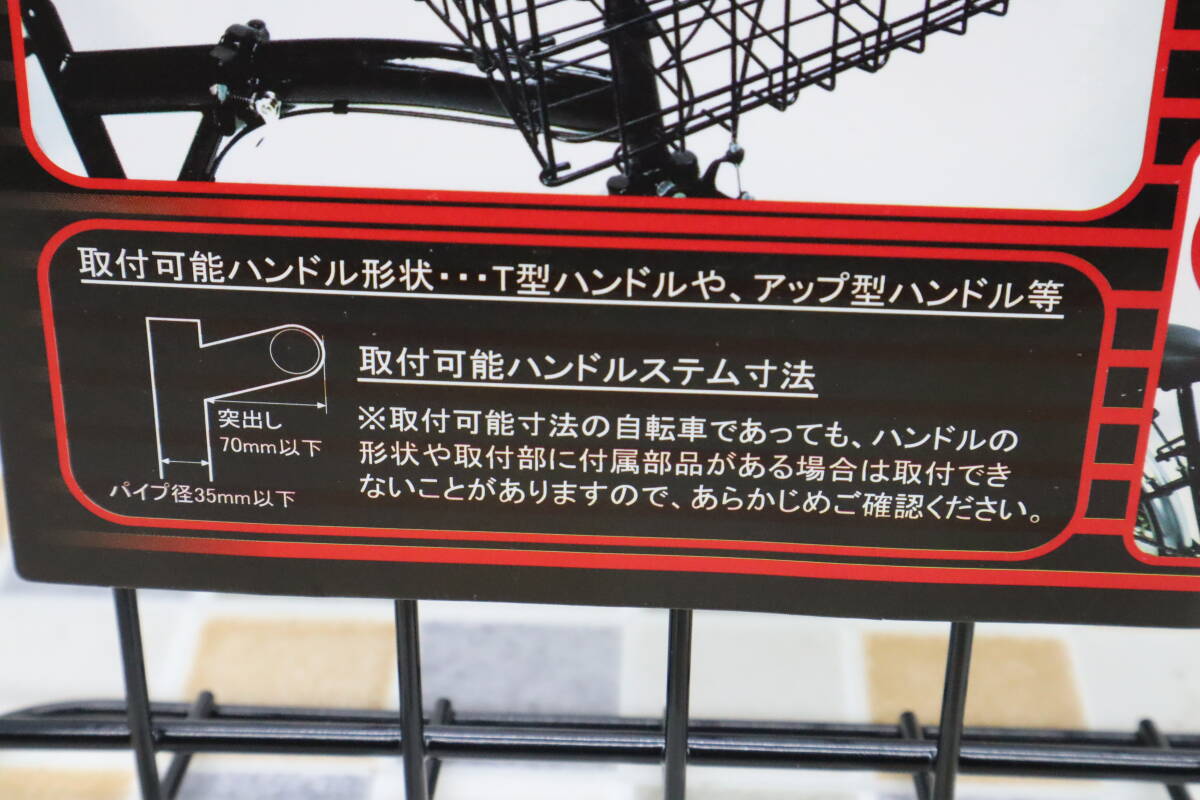 取付可能ハンドル形状･･･T型ハンドルや、アップ型ハンドル等
取付可能ハンドルステム寸法
突出し
70mm以下
パイプ径35mm以下
※取付可能寸法の自転車であっても、ハンドルの
形状や取付部に付属部品がある場合は取付でき
ないことがありますので、あらかじめご確認ください。